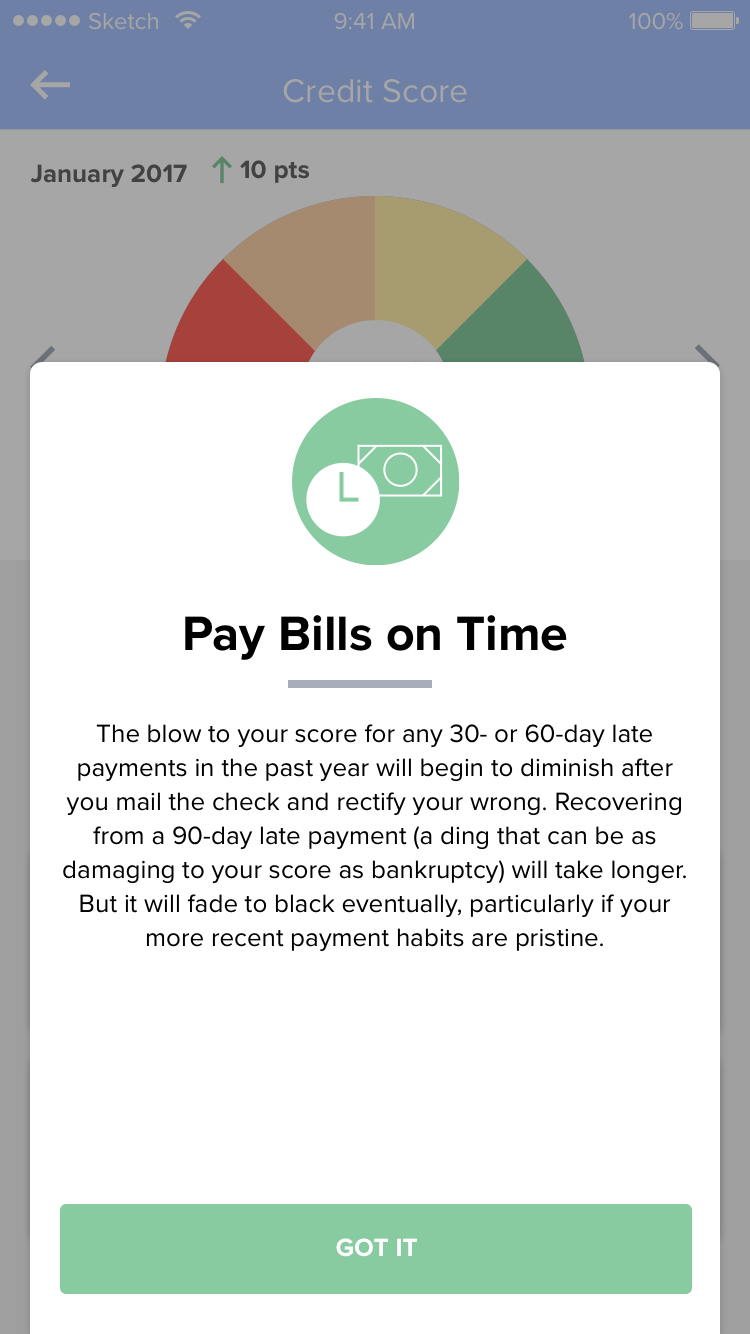 Sketch 9:41 AM 100%
Credit Score
January 2017 10 pts
Pay Bills on Time
The blow to your score for any 30- or 60-day late
payments in the past year will begin to diminish after
you mail the check and rectify your wrong. Recovering
from a 90-day late payment (a ding that can be as
damaging to your score as bankruptcy) will take longer.
But it will fade to black eventually, particularly if your
more recent payment habits are pristine.
GOT IT